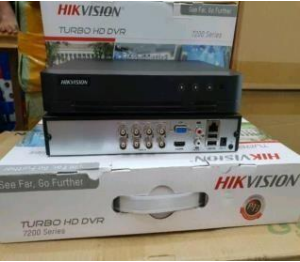 HIKVISION
See Far, Go Further
TURBO HD DVR
7200 Series
HIKVISION
See Far, Go Further
HIKVISION
TURBO HD DVR
7200 Series